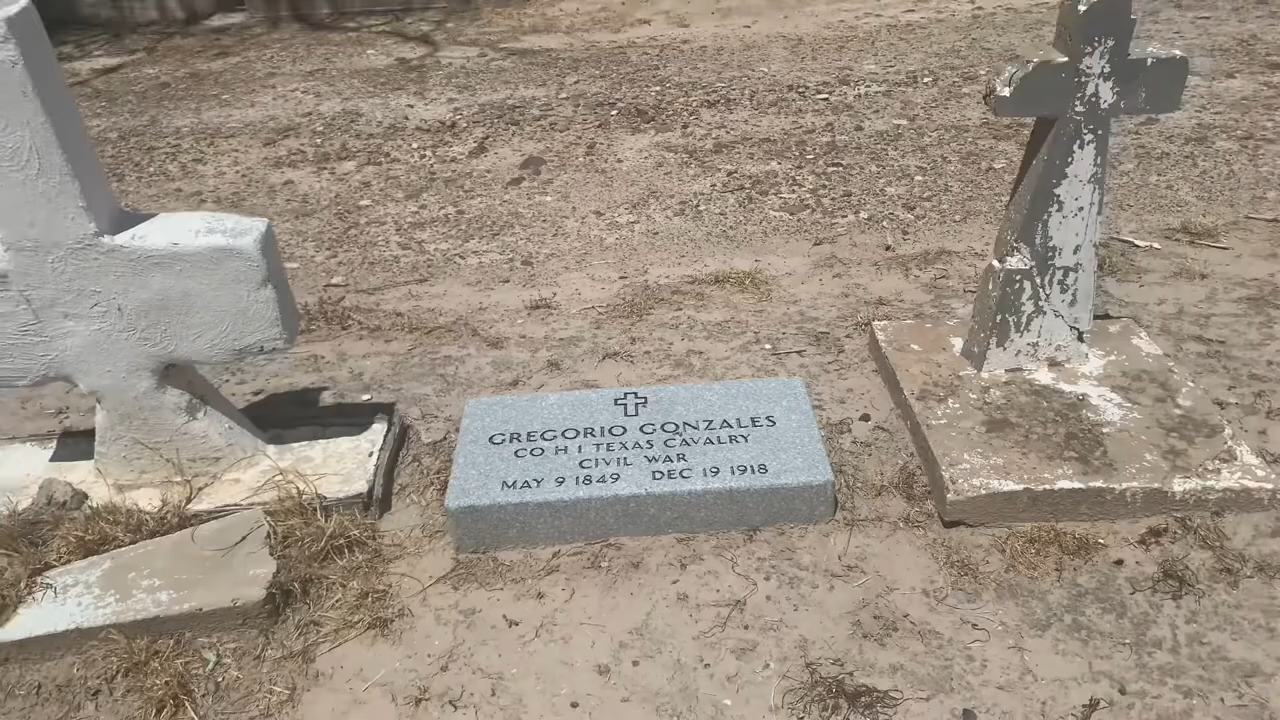 GREGORIO GONZALES
CO H 1 TEXAS CAVALRY
CIVIL WAR
MAY 9 1849 DEC 19 1918